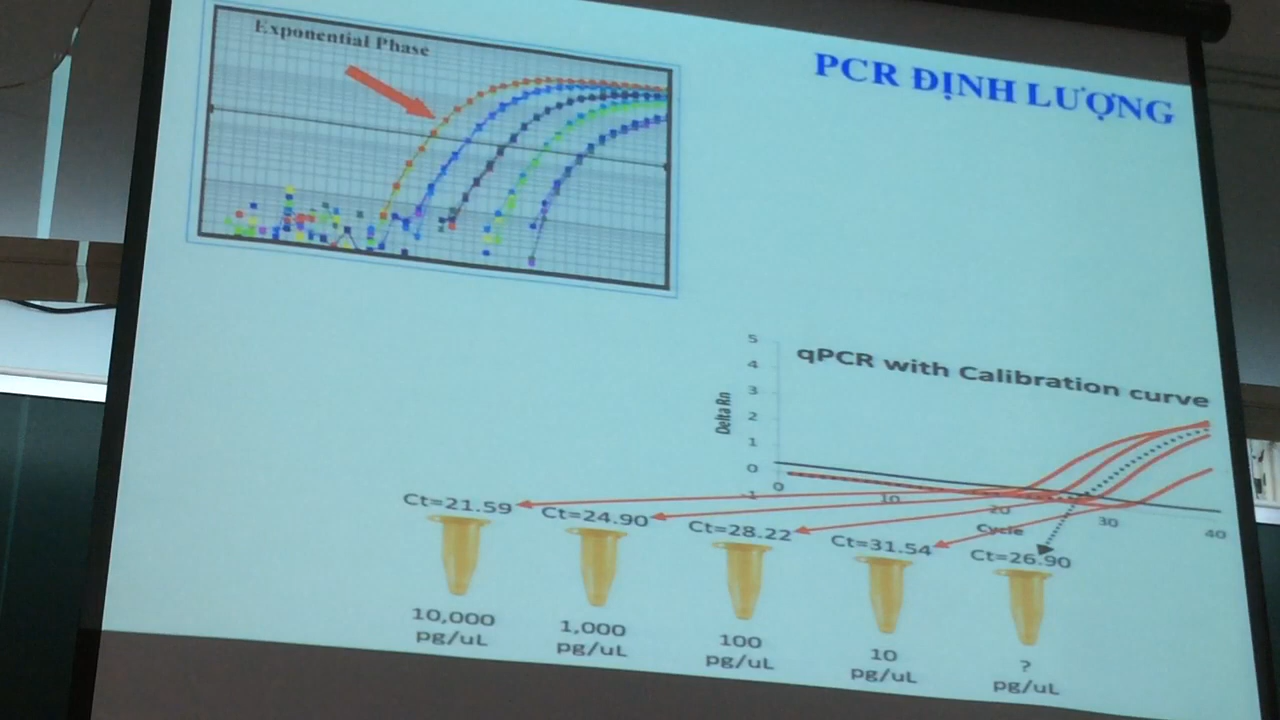 Exponential Phase
PCR ĐỊNH LƯỢNG
qPCR with Calibration curve
5
4
3
2
1
0
-1
Delta Rn
0
10
20
30
40
Cycle
Ct=21.59
Ct=24.90
Ct=28.22
Ct=31.54
Ct=26.90
10,000
pg/uL
1,000
pg/uL
100
pg/uL
10
pg/uL
?
pg/uL